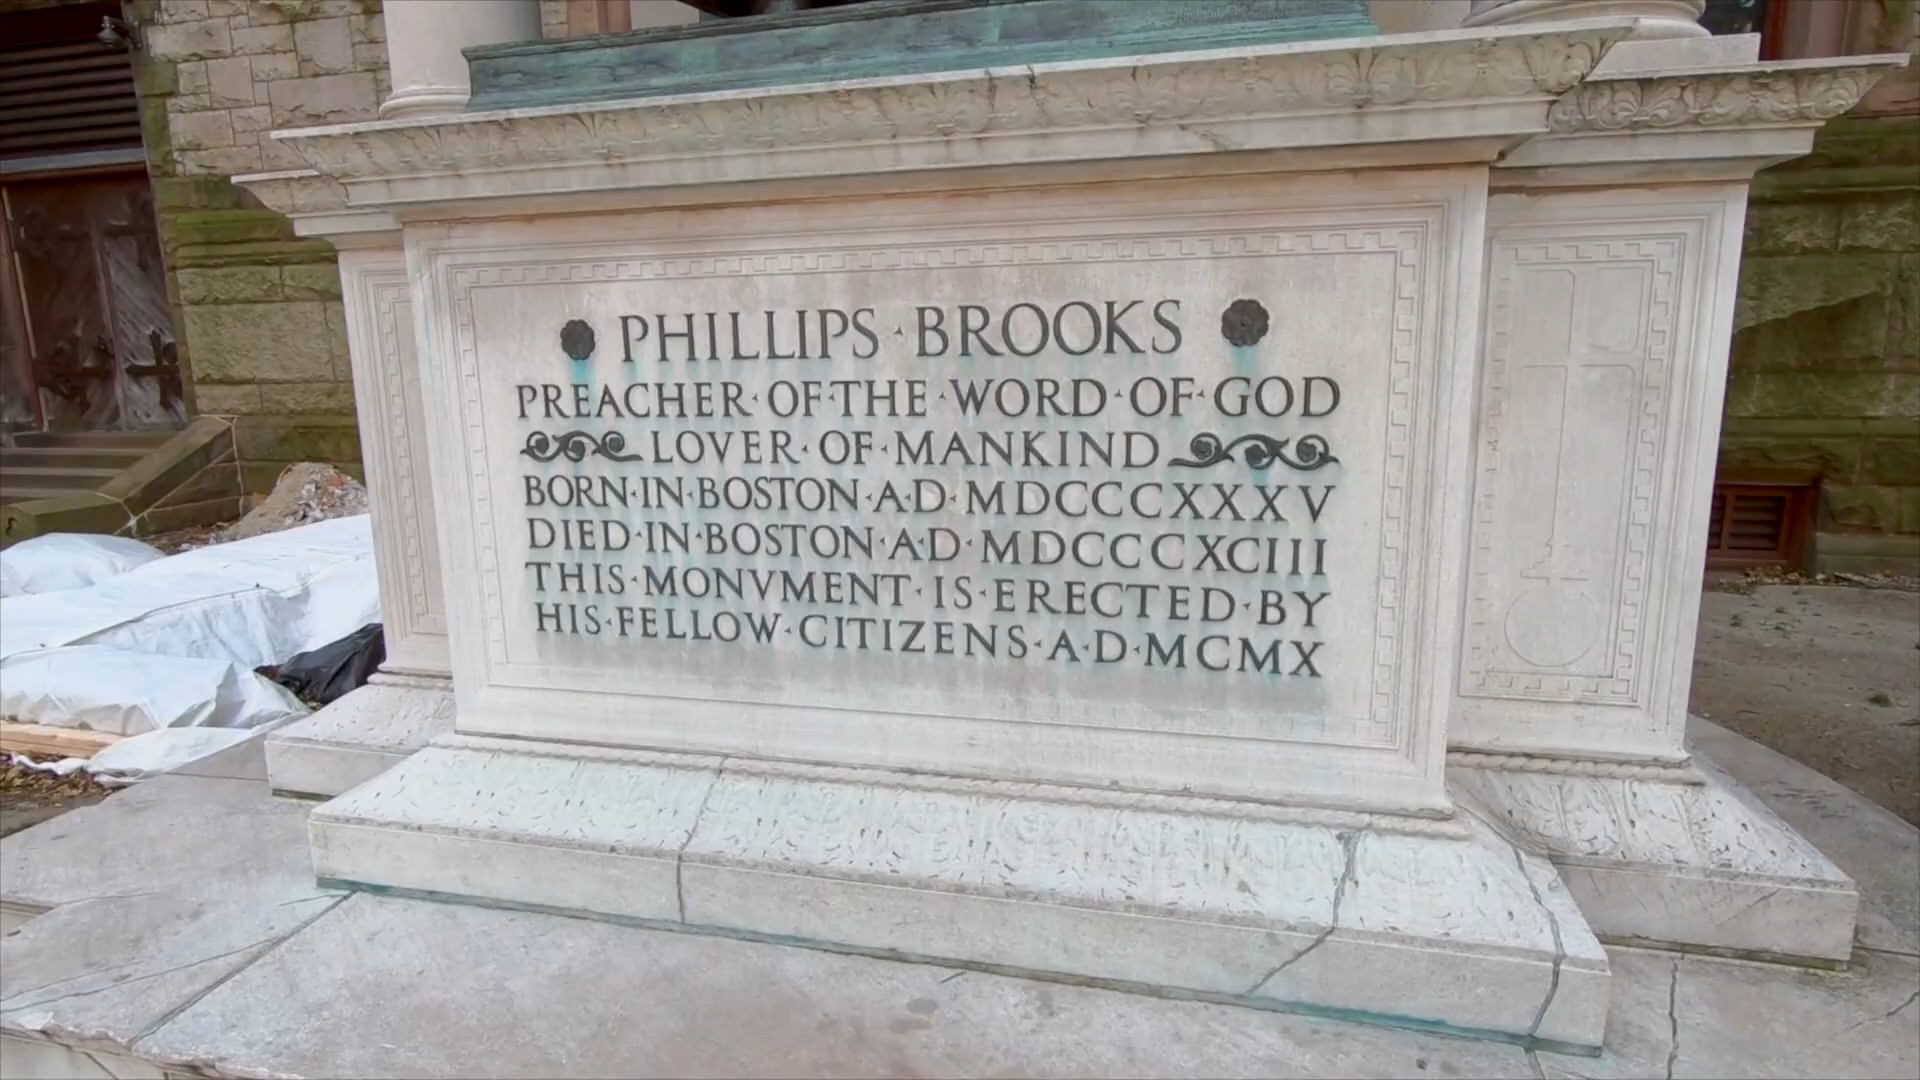 PHILLIPS·BROOKS
PREACHER·OF·THE·WORD·OF·GOD
LOVER·OF·MANKIND
BORN·IN·BOSTON·A·D·MDCCCXXXV
DIED·IN·BOSTON·A·D·MDCCCXCIII
THIS·MONVMENT·IS·ERECTED·BY
HIS·FELLOW·CITIZENS·A·D·MCMX